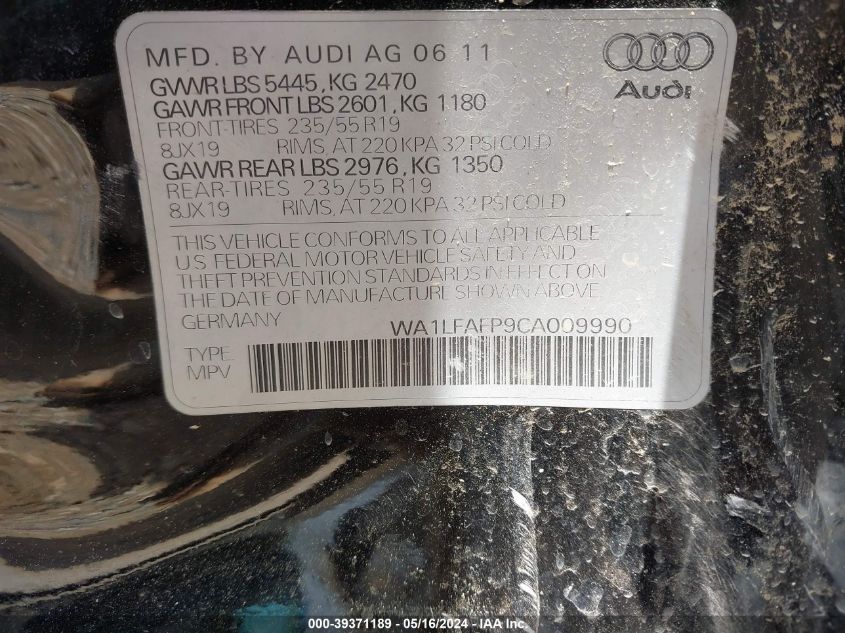 MFD. BY AUDI AG 06 11
GVWR LBS 5445, KG 2470
GAWR FRONT LBS 2601, KG 1180
FRONT-TIRES 235/55 R19
8JX19 RIMS, AT 220 KPA 32 PSI COLD
GAWR REAR LBS 2976, KG 1350
REAR-TIRES 235/55 R19
8JX19 RIMS, AT 220 KPA 32 PSI COLD
Audi
THIS VEHICLE CONFORMS TO ALL APPLICABLE
U.S. FEDERAL MOTOR VEHICLE SAFETY AND
THEFT PREVENTION STANDARDS IN EFFECT ON
THE DATE OF MANUFACTURE SHOWN ABOVE
GERMANY WA1LFAFP9CA009990
TYPE
MPV
000-39371189 - 05/16/2024 - IAA Inc.